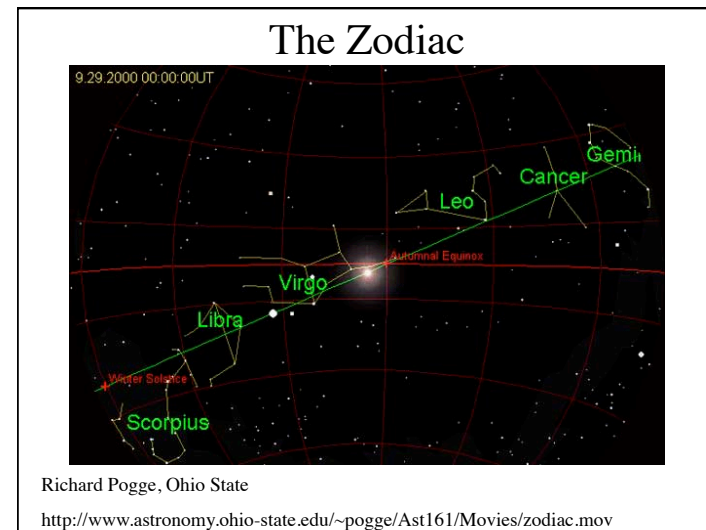 The Zodiac
9.29.2000 00:00:00UT
Gemin
Cancer
Leo
Autumnal Equinox
Virgo
Libra
Winter Solstice
Scorpius
Richard Pogge, Ohio State
http://www.astronomy.ohio-state.edu/~pogge/Ast161/Movies/zodiac.mov